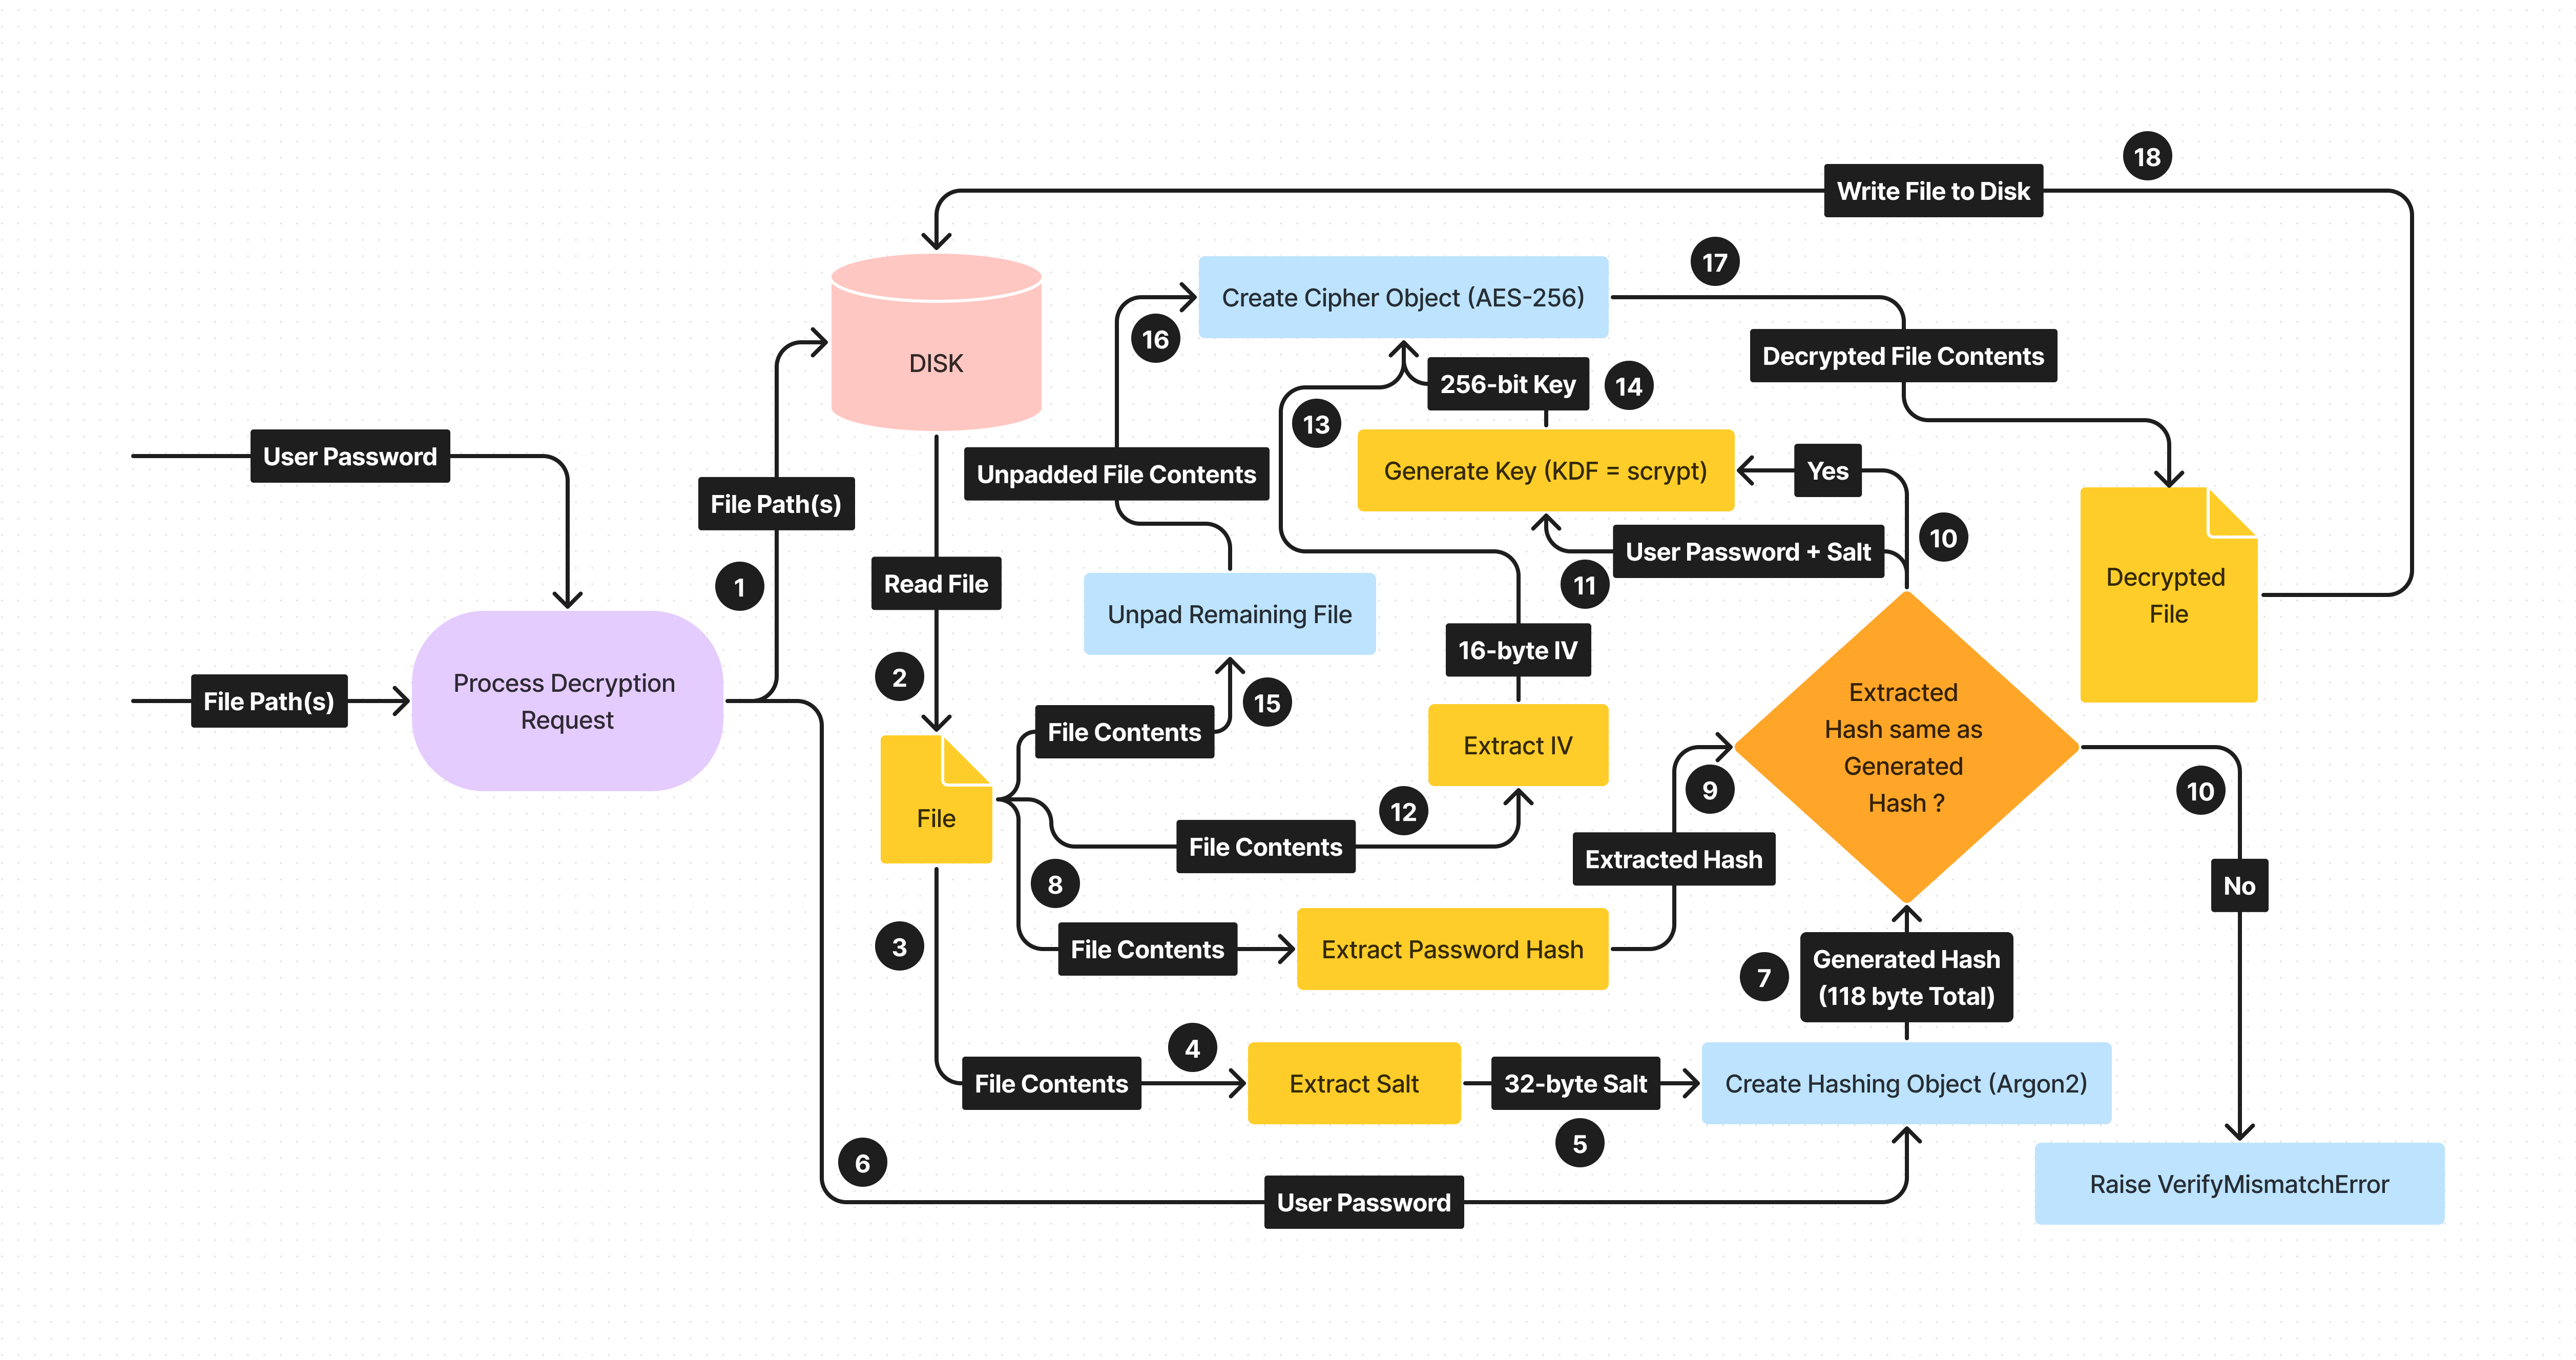 18
Write File to Disk
17
Create Cipher Object (AES-256)
16
DISK
Decrypted File Contents
256-bit Key
14
13
User Password
Unpadded File Contents
Generate Key (KDF = scrypt)
Yes
File Path(s)
10
User Password + Salt
11
1
Read File
Unpad Remaining File
Decrypted
File
16-byte IV
2
Process Decryption
Request
File Path(s)
15
File Contents
Extract IV
Extracted
Hash same as
Generated
Hash ?
9
10
12
File
File Contents
Extracted Hash
8
No
3
File Contents
Extract Password Hash
7
Generated Hash
(118 byte Total)
4
File Contents
Extract Salt
32-byte Salt
Create Hashing Object (Argon2)
5
6
User Password
Raise VerifyMismatchError